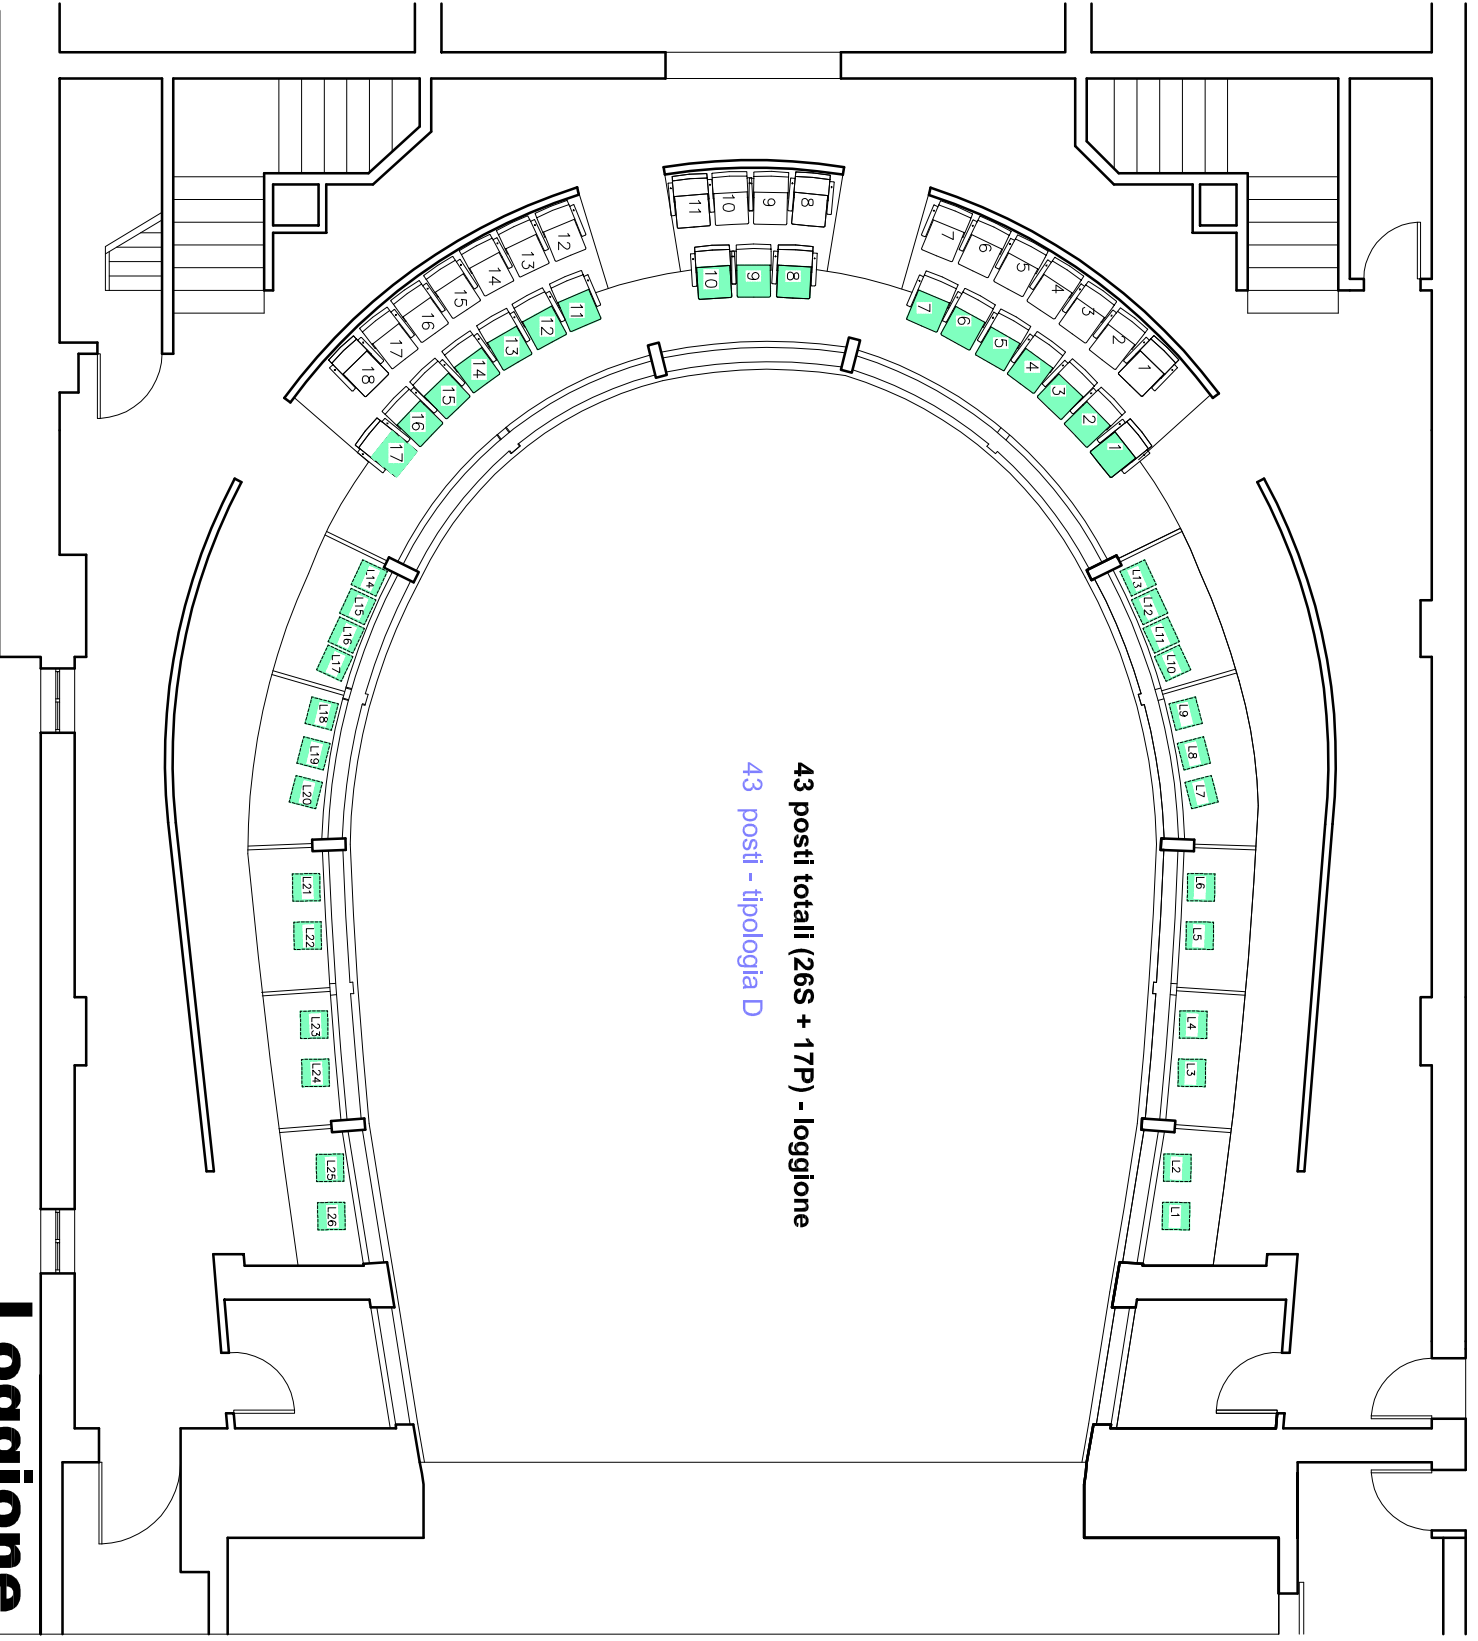 1
2
3
4
5
6
7
8
9
10
11
12
13
14
15
16
17
18
1
2
3
4
5
6
7
8
9
10
11
12
13
14
15
16
17
L13
L12
L11
L10
L9
L8
L7
L6
L5
L4
L3
L2
L1
43 posti totali (26S + 17P) - loggione
43 posti - tipologia D
L14
L15
L16
L17
L18
L19
L20
L21
L22
L23
L24
L25
L26
Loggione